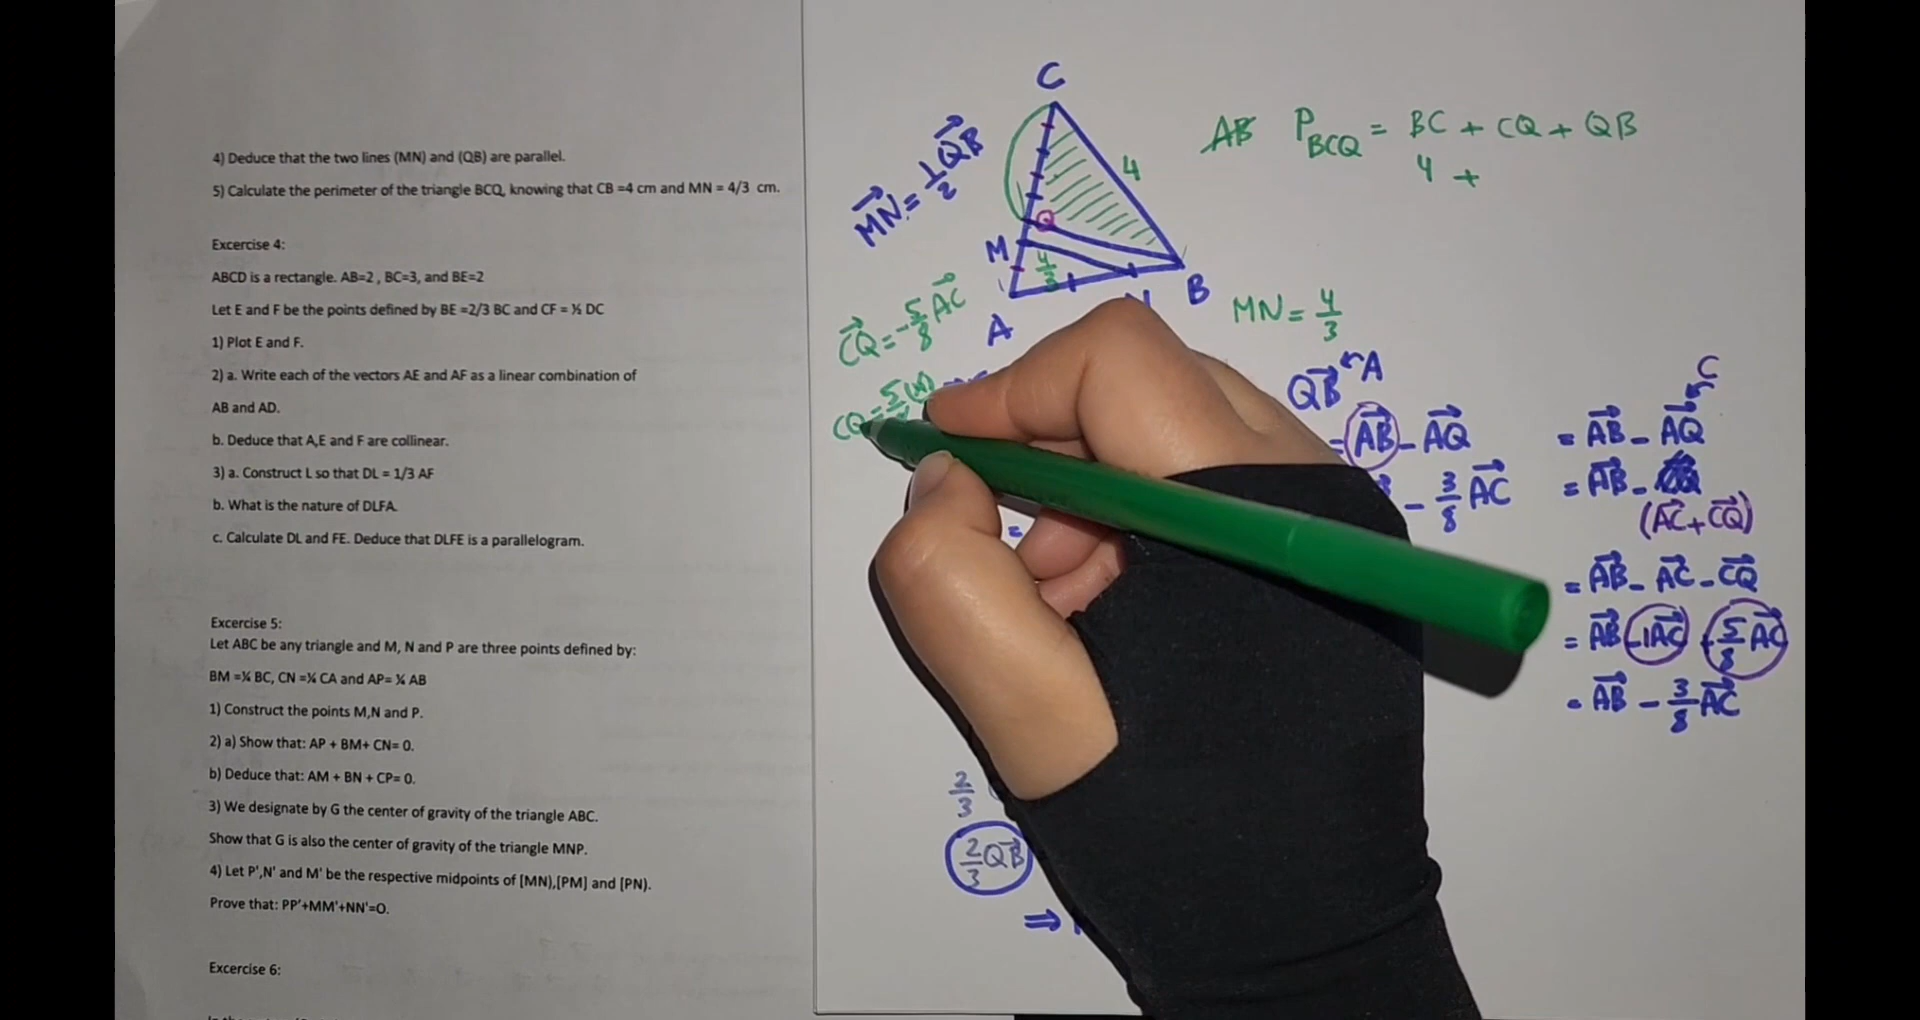 4) Deduce that the two lines (MN) and (QB) are parallel.
5) Calculate the perimeter of the triangle BCQ, knowing that CB =4 cm and MN = 4/3 cm.
Excercise 4:
ABCD is a rectangle. AB=2 , BC=3, and BE=2
Let E and F be the points defined by BE =2/3 BC and CF = ½ DC
1) Plot E and F.
2) a. Write each of the vectors AE and AF as a linear combination of
AB and AD.
b. Deduce that A,E and F are collinear.
3) a. Construct L so that DL = 1/3 AF
b. What is the nature of DLFA.
c. Calculate DL and FE. Deduce that DLFE is a parallelogram.
Excercise 5:
Let ABC be any triangle and M, N and P are three points defined by:
BM =¼ BC, CN =¼ CA and AP= ¼ AB
1) Construct the points M,N and P.
2) a) Show that: AP + BM+ CN= 0.
b) Deduce that: AM + BN + CP= 0.
3) We designate by G the center of gravity of the triangle ABC.
Show that G is also the center of gravity of the triangle MNP.
4) Let P',N' and M' be the respective midpoints of [MN),[PM] and [PN).
Prove that: PP'+MM'+NN'=O.
Excercise 6:
C
MN = 1/2 QB
4
Q
M
4/3
B
A
CQ = -5/8 AC
CQ = 5
AB P BCQ = BC + CQ + QB
4 +
MN = 4/3
QB A
= AB - AQ
- 3/8 AC
=
2/3
2/3 QB
⇒
C
= AB - AQ
= AB -
(AC + CQ)
= AB - AC - CQ
= AB - 1AC + 5/8 AC
= AB - 3/8 AC